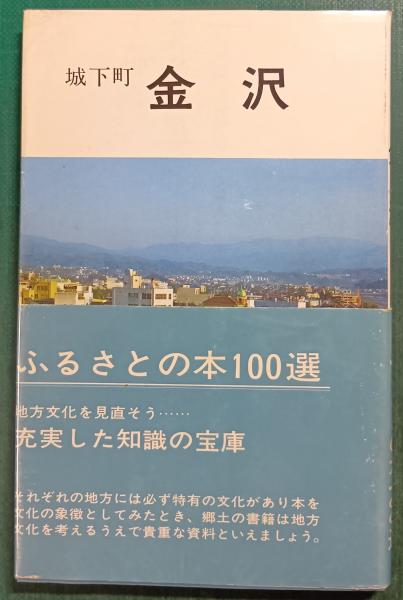 城下町 金沢
ふるさとの本100選
地方文化を見直そう……
充実した知識の宝庫
それぞれの地方には必ず特有の文化があり本を
文化の象徴としてみたとき、郷土の書籍は地方
文化を考えるうえで貴重な資料といえましょう。